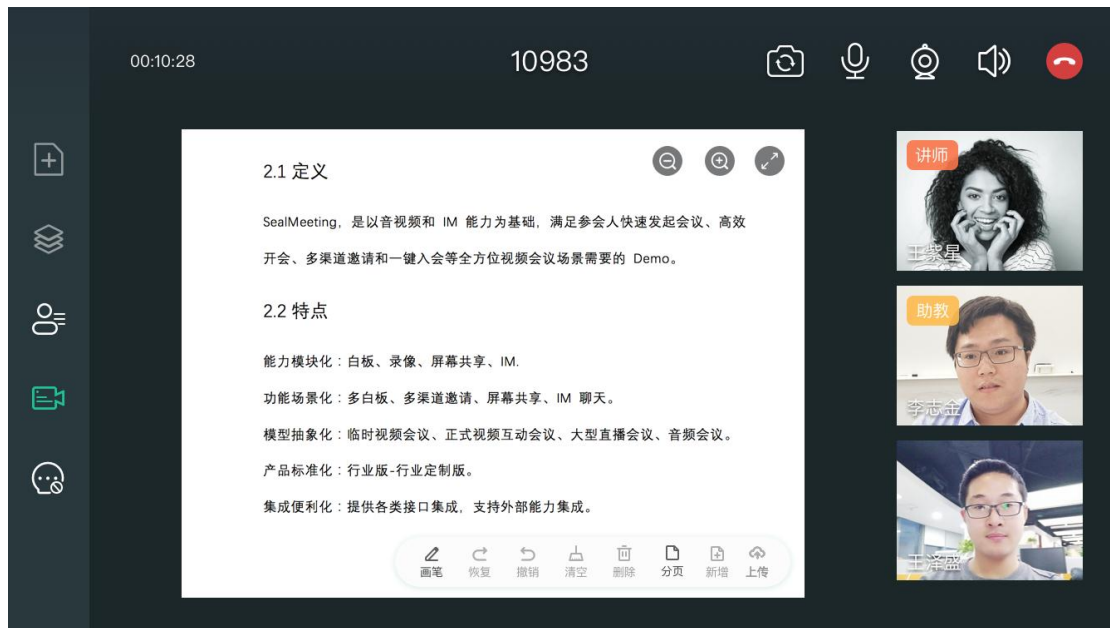 00:10:28
10983
2.1 定义
SealMeeting，是以音视频和 IM 能力为基础，满足参会人快速发起会议、高效
开会、多渠道邀请和一键入会等全方位视频会议场景需要的 Demo。
2.2 特点
能力模块化：白板、录像、屏幕共享、IM.
功能场景化：多白板、多渠道邀请、屏幕共享、IM 聊天。
模型抽象化：临时视频会议、正式视频互动会议、大型直播会议、音频会议。
产品标准化：行业版-行业定制版。
集成便利化：提供各类接口集成，支持外部能力集成。
画笔 恢复 撤销 清空 删除 分页 新增 上传
讲师
王紫星
助教
李志金
王泽盛